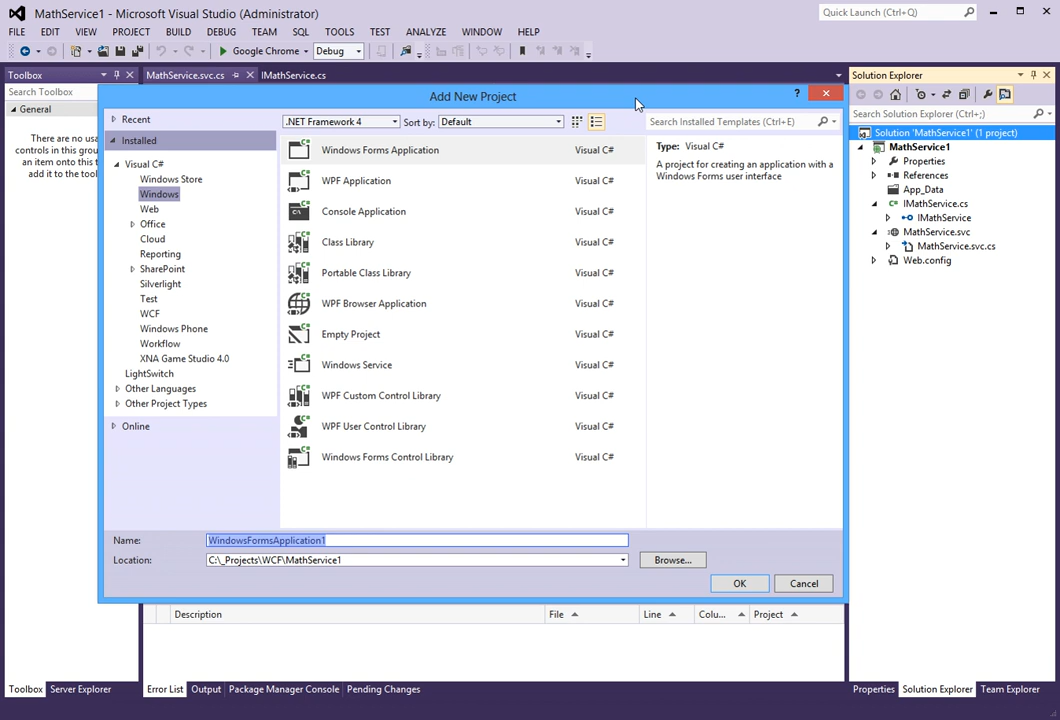 MathService1 - Microsoft Visual Studio (Administrator)
Quick Launch (Ctrl+Q)
FILE EDIT VIEW PROJECT BUILD DEBUG TEAM SQL TOOLS TEST ANALYZE WINDOW HELP
Google Chrome Debug
Toolbox
MathService.svc.cs IMathService.cs
Solution Explorer
Search Toolbox
General
There are no usa
controls in this grou
an item onto this t
add it to the tool
Add New Project
?
Recent
Installed
Visual C#
Windows Store
Windows
Web
Office
Cloud
Reporting
SharePoint
Silverlight
Test
WCF
Windows Phone
Workflow
XNA Game Studio 4.0
LightSwitch
Other Languages
Other Project Types
Online
.NET Framework 4 Sort by: Default
Search Installed Templates (Ctrl+E)
Windows Forms Application Visual C#
WPF Application Visual C#
Console Application Visual C#
Class Library Visual C#
Portable Class Library Visual C#
WPF Browser Application Visual C#
Empty Project Visual C#
Windows Service Visual C#
WPF Custom Control Library Visual C#
WPF User Control Library Visual C#
Windows Forms Control Library Visual C#
Type: Visual C#
A project for creating an application with a
Windows Forms user interface
Name: WindowsFormsApplication1
Location: C:\_Projects\WCF\MathService1
Browse...
OK Cancel
Search Solution Explorer (Ctrl+;)
Solution 'MathService1' (1 project)
MathService1
Properties
References
App_Data
IMathService.cs
IMathService
MathService.svc
MathService.svc.cs
Web.config
Description File Line Colu... Project
Toolbox Server Explorer
Error List Output Package Manager Console Pending Changes
Properties Solution Explorer Team Explorer